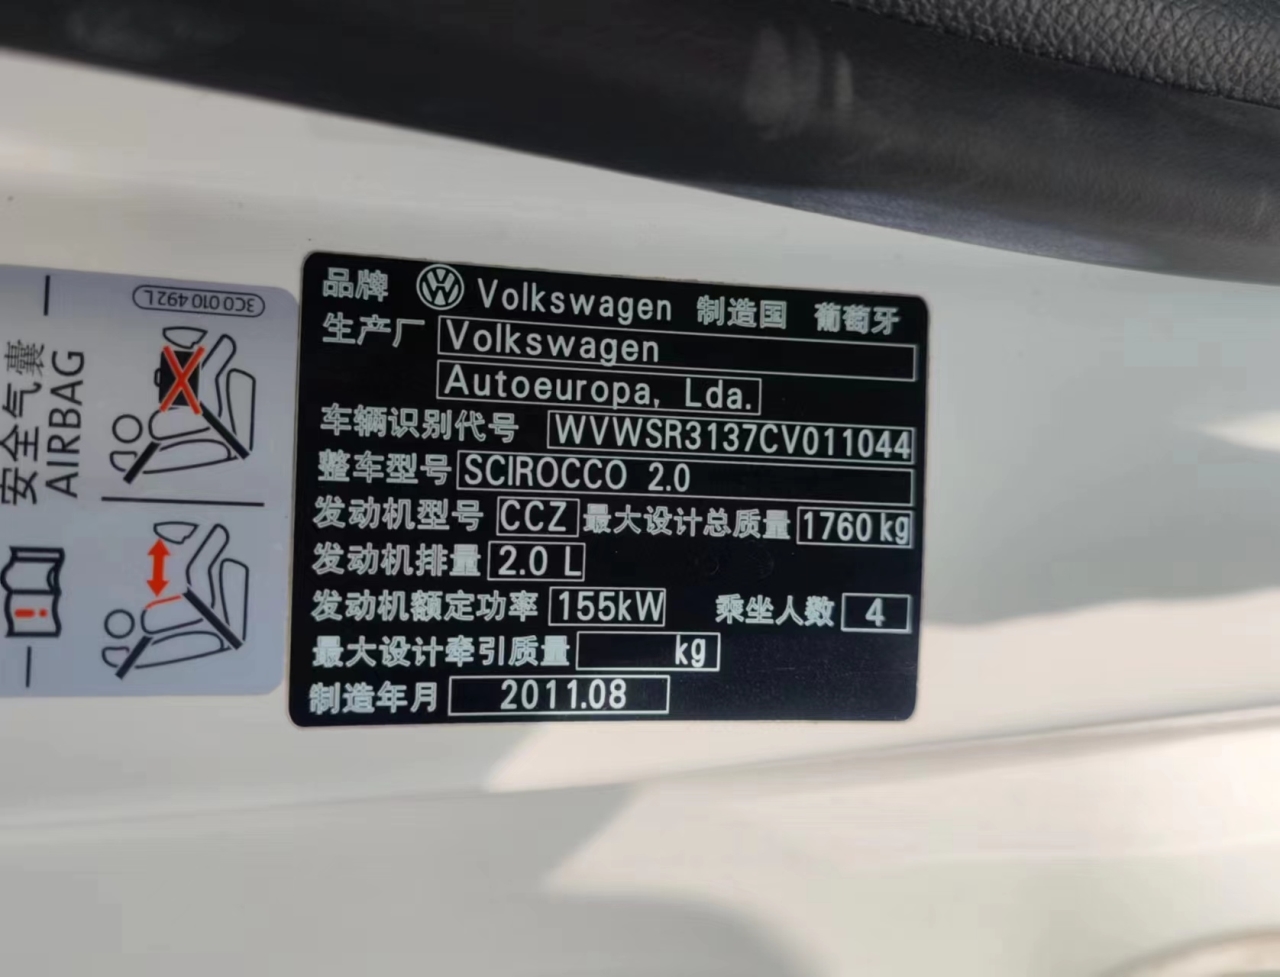 品牌 Volkswagen 制造国 葡萄牙
生产厂 Volkswagen
Autoeuropa, Lda.
车辆识别代号 WVWSR3137CV011044
整车型号 SCIROCCO 2.0
发动机型号 CCZ 最大设计总质量 1760 kg
发动机排量 2.0 L
发动机额定功率 155kW 乘坐人数 4
最大设计牵引质量 kg
制造年月 2011.08
安全气囊
AIRBAG
3C0 010 492 L